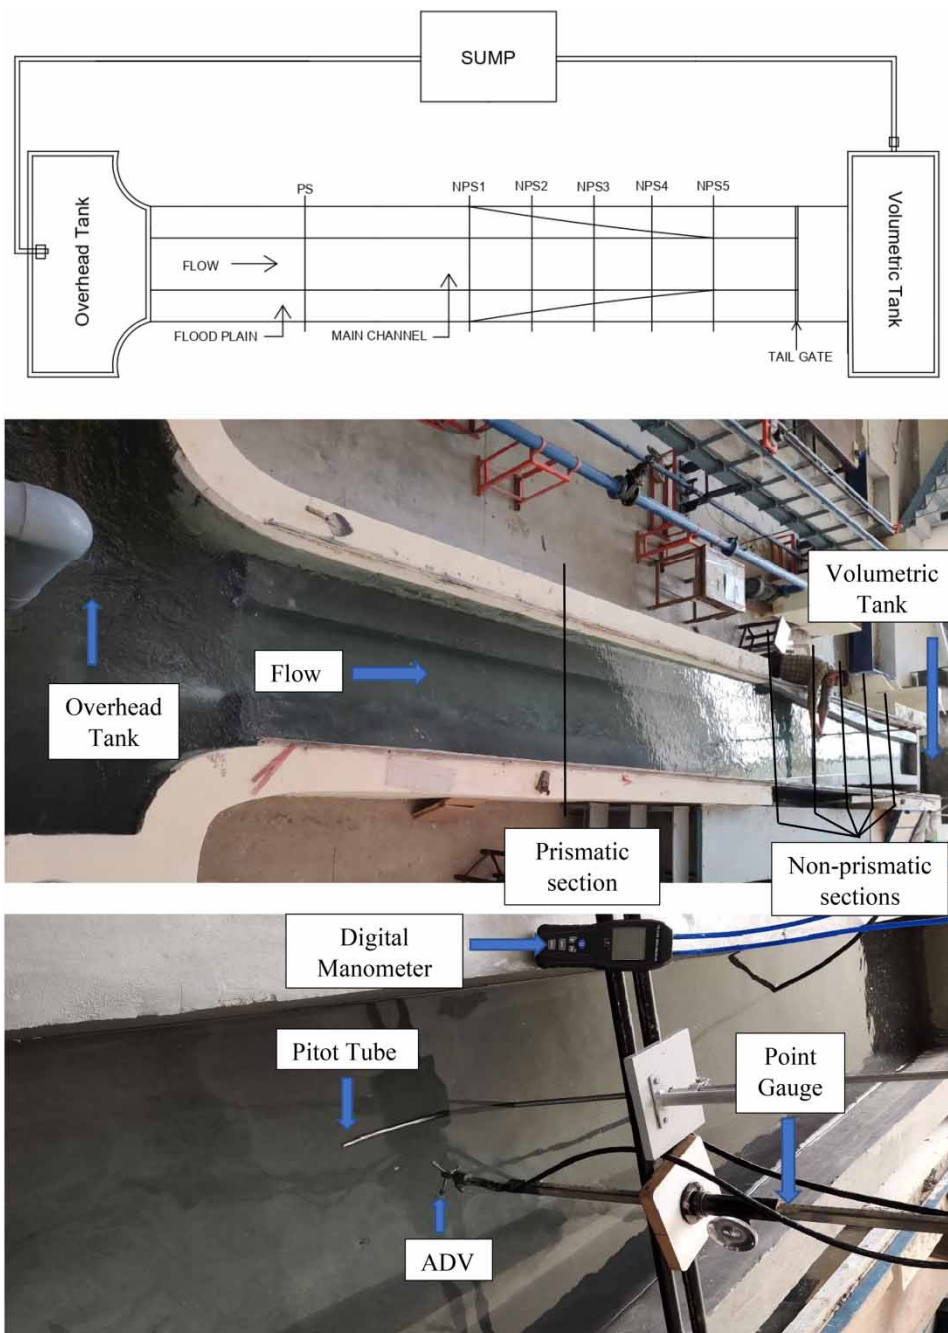 SUMP
Overhead Tank
PS
NPS1
NPS2
NPS3
NPS4
NPS5
FLOW
FLOOD PLAIN
MAIN CHANNEL
TAIL GATE
Volumetric Tank
Volumetric
Tank
Flow
Overhead
Tank
Prismatic
section
Non-prismatic
sections
Digital
Manometer
Pitot Tube
Point
Gauge
ADV